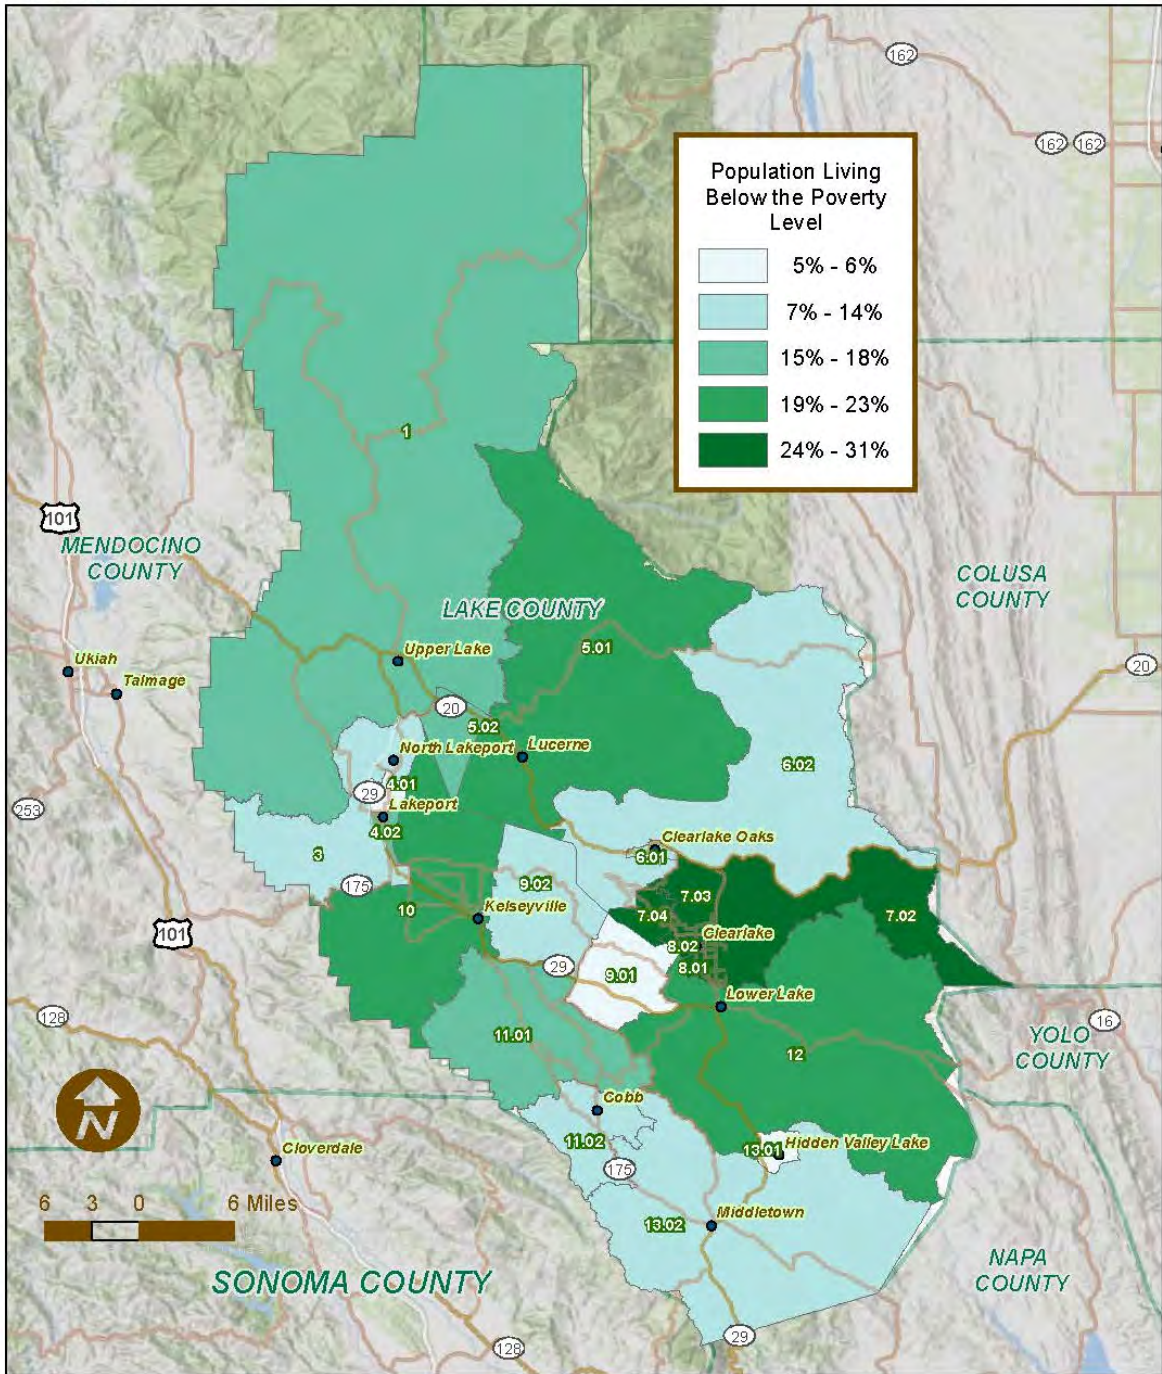 162
162
162
Population Living
Below the Poverty
Level
5% - 6%
7% - 14%
15% - 18%
19% - 23%
24% - 31%
1
101
MENDOCINO
COUNTY
COLUSA
COUNTY
LAKE COUNTY
5.01
Upper Lake
Ukiah
Talmage
20
20
5.02
North Lakeport
Lucerne
6.02
4.01
29
253
Lakeport
4.02
Clearlake Oaks
6.01
3
175
9.02
7.03
10
Kelseyville
7.04
7.02
101
Clearlake
8.02
8.01
29
9.01
Lower Lake
128
16
11.01
12
YOLO
COUNTY
N
Cobb
11.02
13.01
Hidden Valley Lake
Cloverdale
175
6 3 0 6 Miles
13.02
Middletown
SONOMA COUNTY
NAPA
COUNTY
29
128